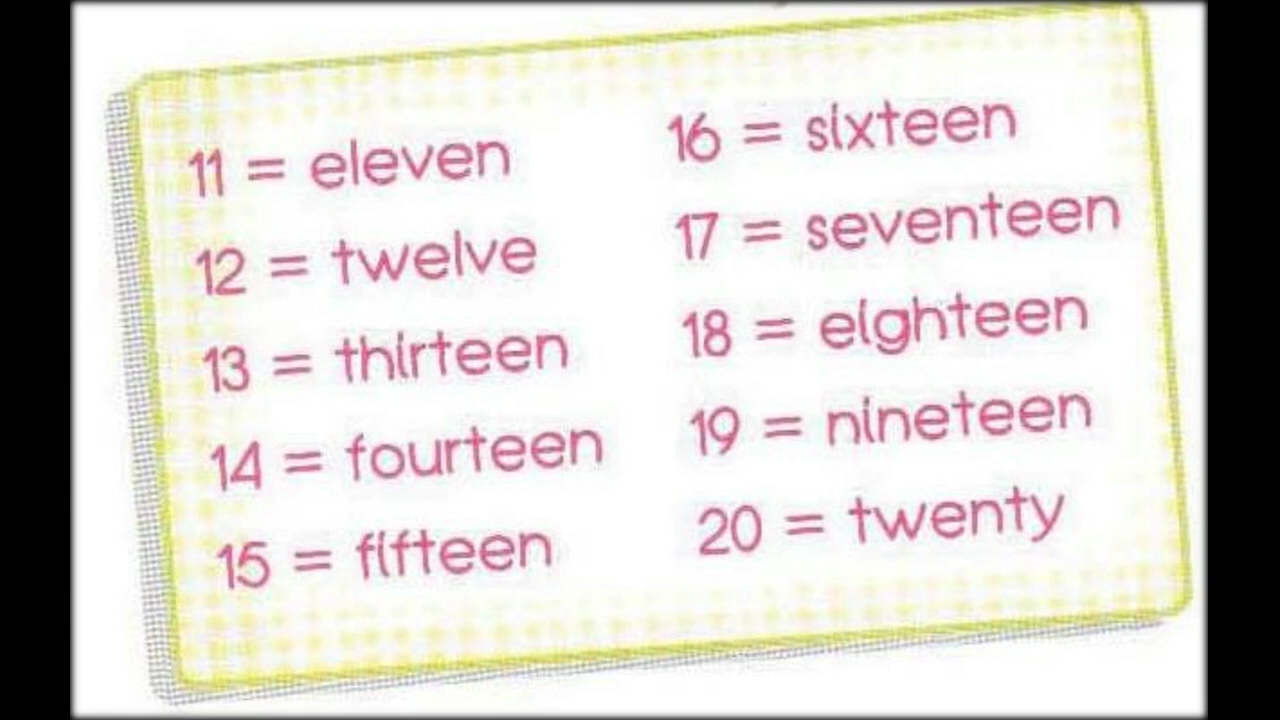 11 = eleven
12 = twelve
13 = thirteen
14 = fourteen
15 = fifteen
16 = sixteen
17 = seventeen
18 = eighteen
19 = nineteen
20 = twenty